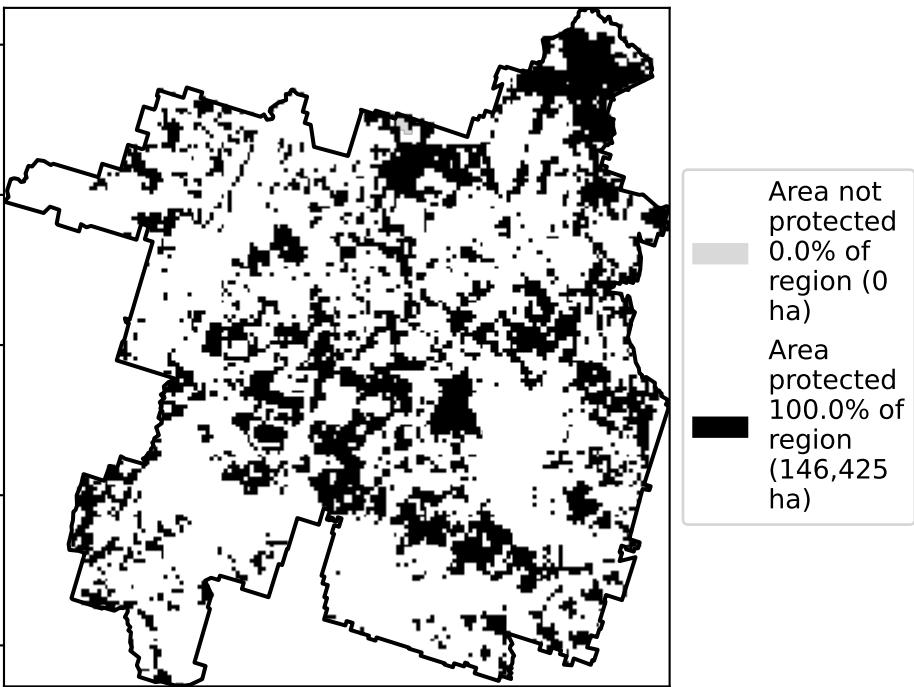 Area not
protected
0.0% of
region (0
ha)
Area
protected
100.0% of
region
(146,425
ha)